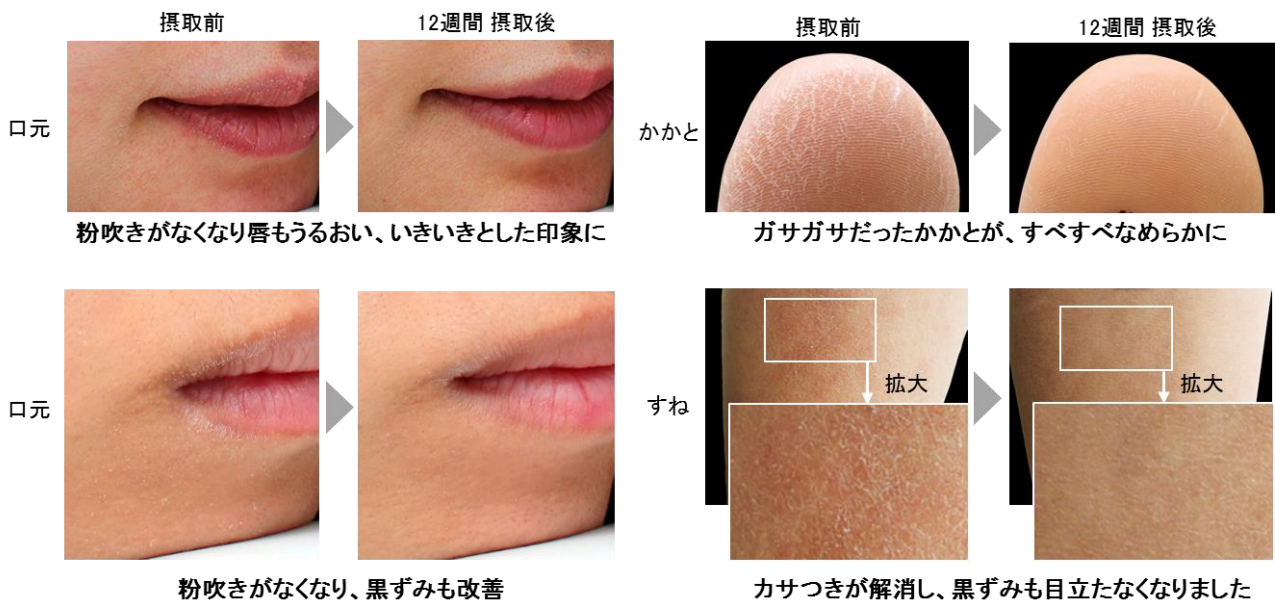 摂取前
12週間 摂取後
口元
粉吹きがなくなり唇もうるおい、いきいきとした印象に
摂取前
12週間 摂取後
かかと
ガサガサだったかかとが、すべすべなめらかに
口元
粉吹きがなくなり、黒ずみも改善
すね
拡大
拡大
カサつきが解消し、黒ずみも目立たなくなりました